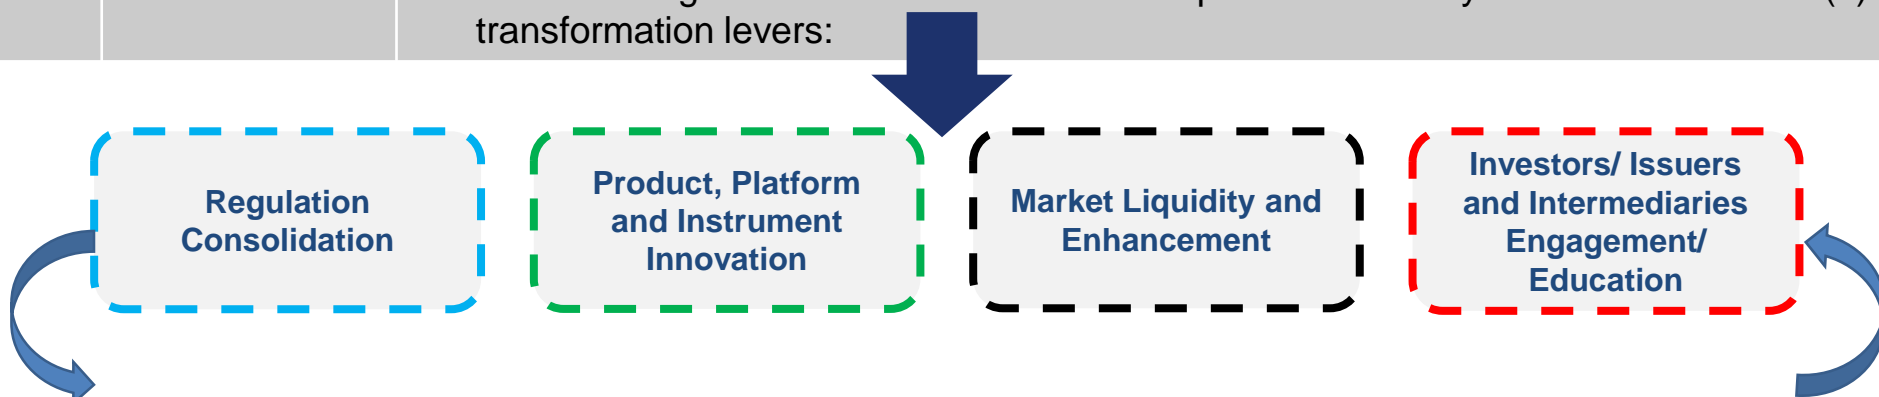 transformation levers:
Regulation
Consolidation
Product, Platform
and Instrument
Innovation
Market Liquidity and
Enhancement
Investors/ Issuers
and Intermediaries
Engagement/
Education